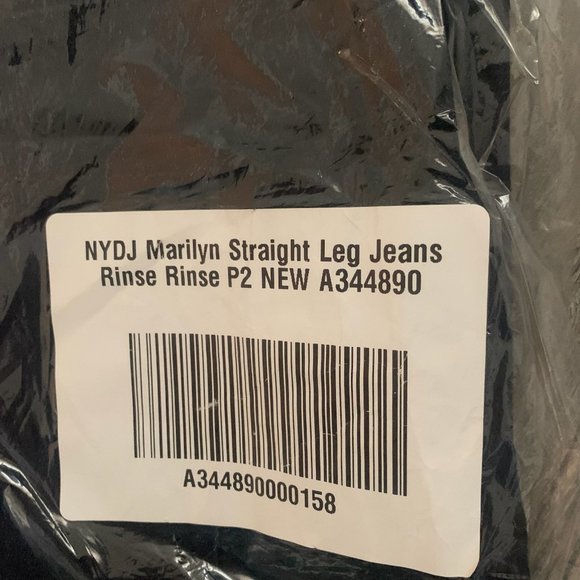 NYDJ Marilyn Straight Leg Jeans
Rinse Rinse P2 NEW A344890
A344890000158